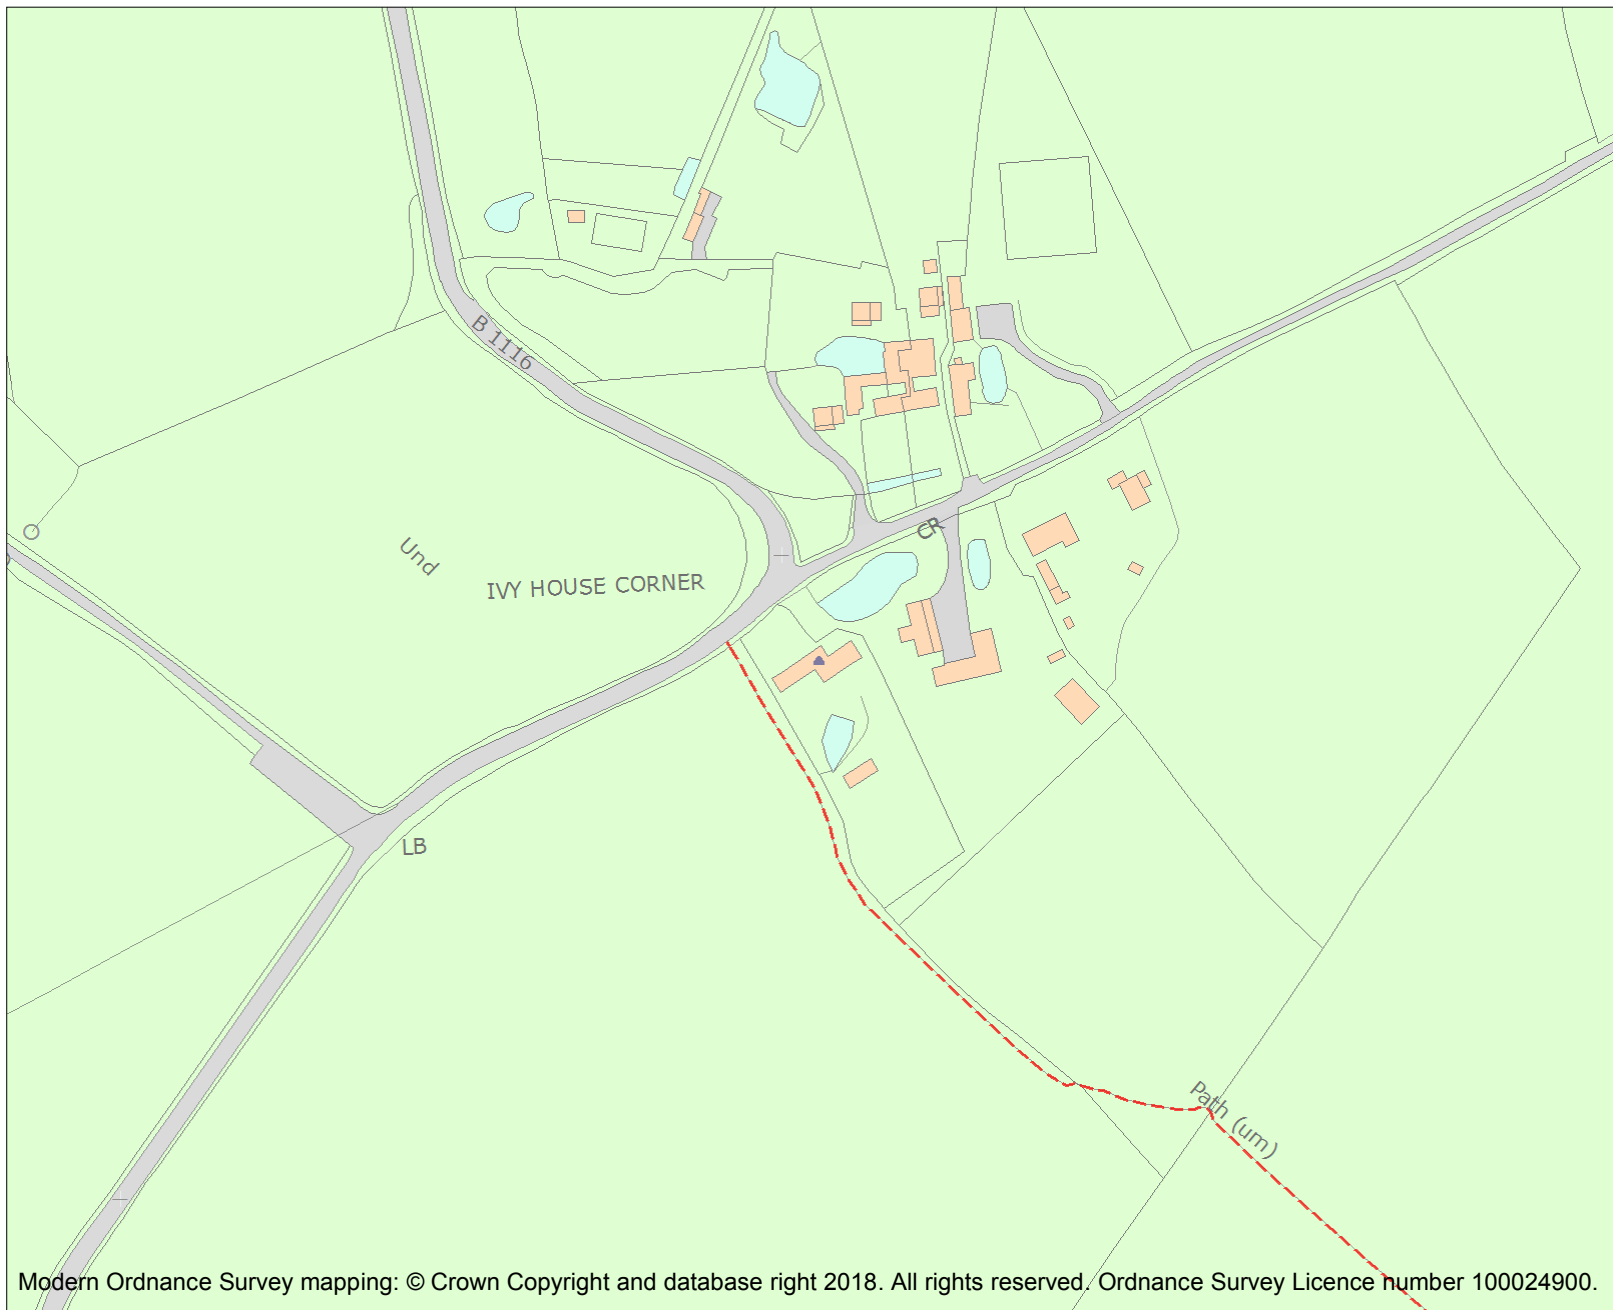 B 1116
Und
IVY HOUSE CORNER
CR
LB
Path (um)
Modern Ordnance Survey mapping: © Crown Copyright and database right 2018. All rights reserved. Ordnance Survey Licence number 100024900.